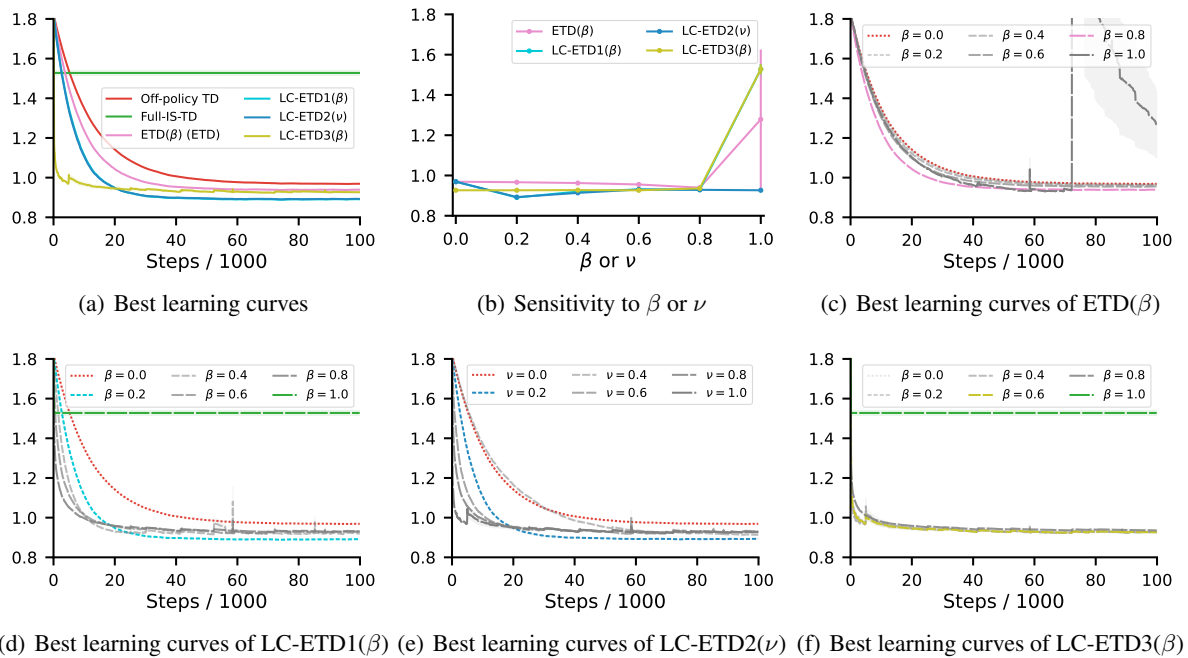 1.8
1.6
1.4
1.2
1.0
0.8
0 20 40 60 80 100
Steps / 1000
Off-policy TD
Full-IS-TD
ETD(β) (ETD)
LC-ETD1(β)
LC-ETD2(ν)
LC-ETD3(β)
(a) Best learning curves
1.8
1.6
1.4
1.2
1.0
0.8
0.0 0.2 0.4 0.6 0.8 1.0
β or ν
ETD(β)
LC-ETD1(β)
LC-ETD2(ν)
LC-ETD3(β)
(b) Sensitivity to β or ν
1.8
1.6
1.4
1.2
1.0
0.8
0 20 40 60 80 100
Steps / 1000
β = 0.0
β = 0.2
β = 0.4
β = 0.6
β = 0.8
β = 1.0
(c) Best learning curves of ETD(β)
1.8
1.6
1.4
1.2
1.0
0.8
0 20 40 60 80 100
Steps / 1000
β = 0.0
β = 0.2
β = 0.4
β = 0.6
β = 0.8
β = 1.0
(d) Best learning curves of LC-ETD1(β)
1.8
1.6
1.4
1.2
1.0
0.8
0 20 40 60 80 100
Steps / 1000
ν = 0.0
ν = 0.2
ν = 0.4
ν = 0.6
ν = 0.8
ν = 1.0
(e) Best learning curves of LC-ETD2(ν)
1.8
1.6
1.4
1.2
1.0
0.8
0 20 40 60 80 100
Steps / 1000
β = 0.0
β = 0.2
β = 0.4
β = 0.6
β = 0.8
β = 1.0
(f) Best learning curves of LC-ETD3(β)